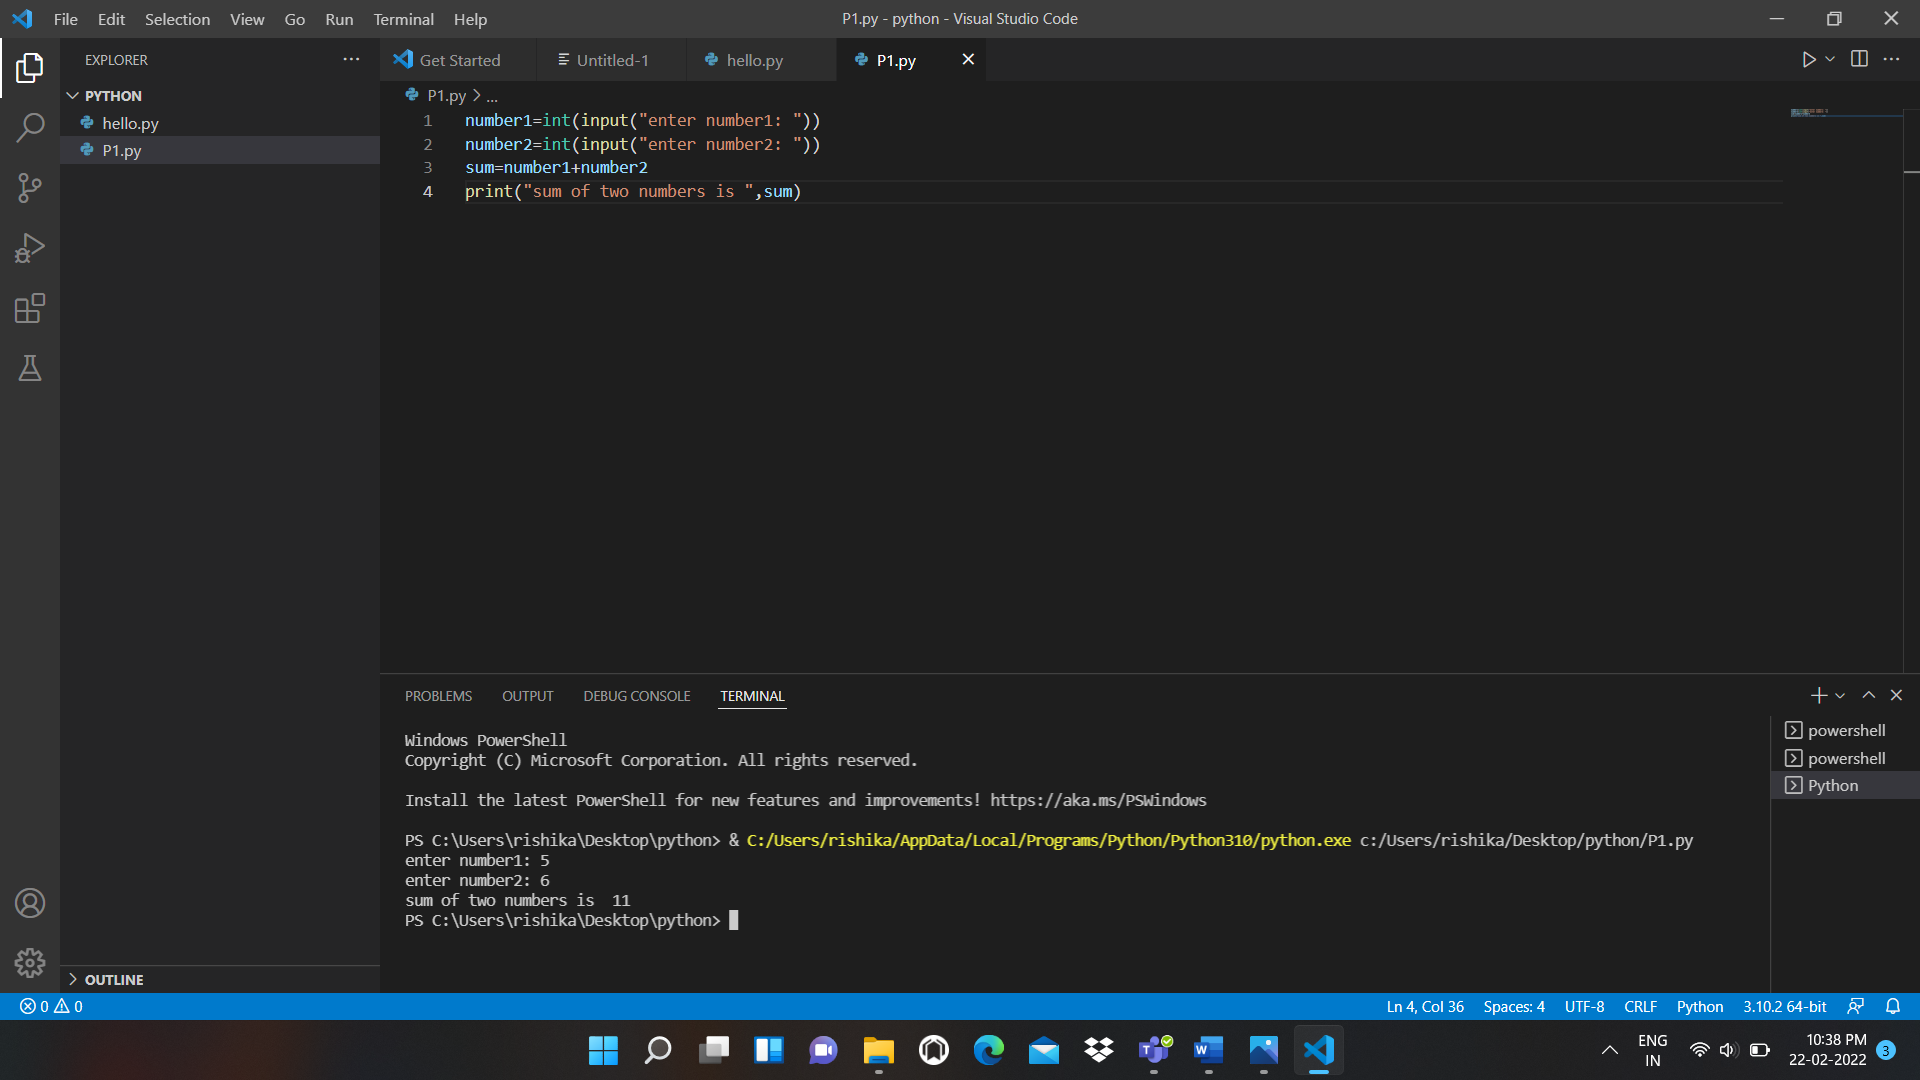 File Edit Selection View Go Run Terminal Help
P1.py - python - Visual Studio Code
EXPLORER
Get Started
Untitled-1
hello.py
P1.py
PYTHON
hello.py
P1.py
P1.py > ...
1 number1=int(input("enter number1: "))
2 number2=int(input("enter number2: "))
3 sum=number1+number2
4 print("sum of two numbers is ",sum)
PROBLEMS OUTPUT DEBUG CONSOLE TERMINAL
Windows PowerShell
Copyright (C) Microsoft Corporation. All rights reserved.
Install the latest PowerShell for new features and improvements! https://aka.ms/PSWindows
PS C:\Users\rishika\Desktop\python> & C:/Users/rishika/AppData/Local/Programs/Python/Python310/python.exe c:/Users/rishika/Desktop/python/P1.py
enter number1: 5
enter number2: 6
sum of two numbers is  11
PS C:\Users\rishika\Desktop\python>
powershell
powershell
Python
OUTLINE
0 0
Ln 4, Col 36 Spaces: 4 UTF-8 CRLF Python 3.10.2 64-bit
ENG
IN
10:38 PM
22-02-2022
3